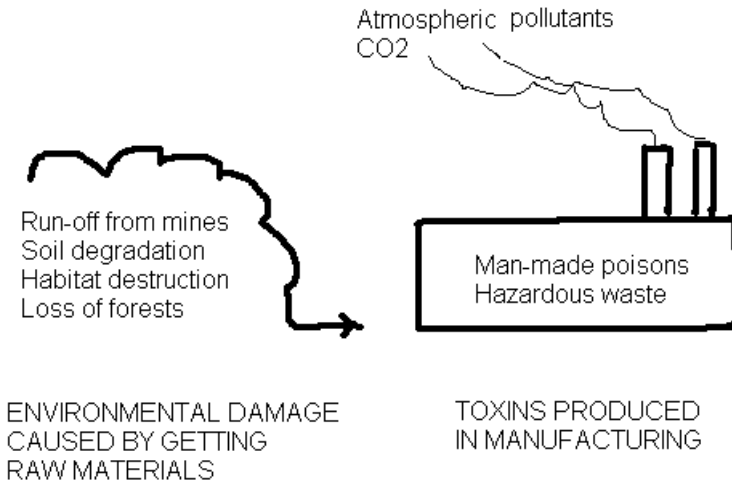 Atmospheric pollutants
CO2
Run-off from mines
Soil degradation
Habitat destruction
Loss of forests
Man-made poisons
Hazardous waste
ENVIRONMENTAL DAMAGE
CAUSED BY GETTING
RAW MATERIALS
TOXINS PRODUCED
IN MANUFACTURING